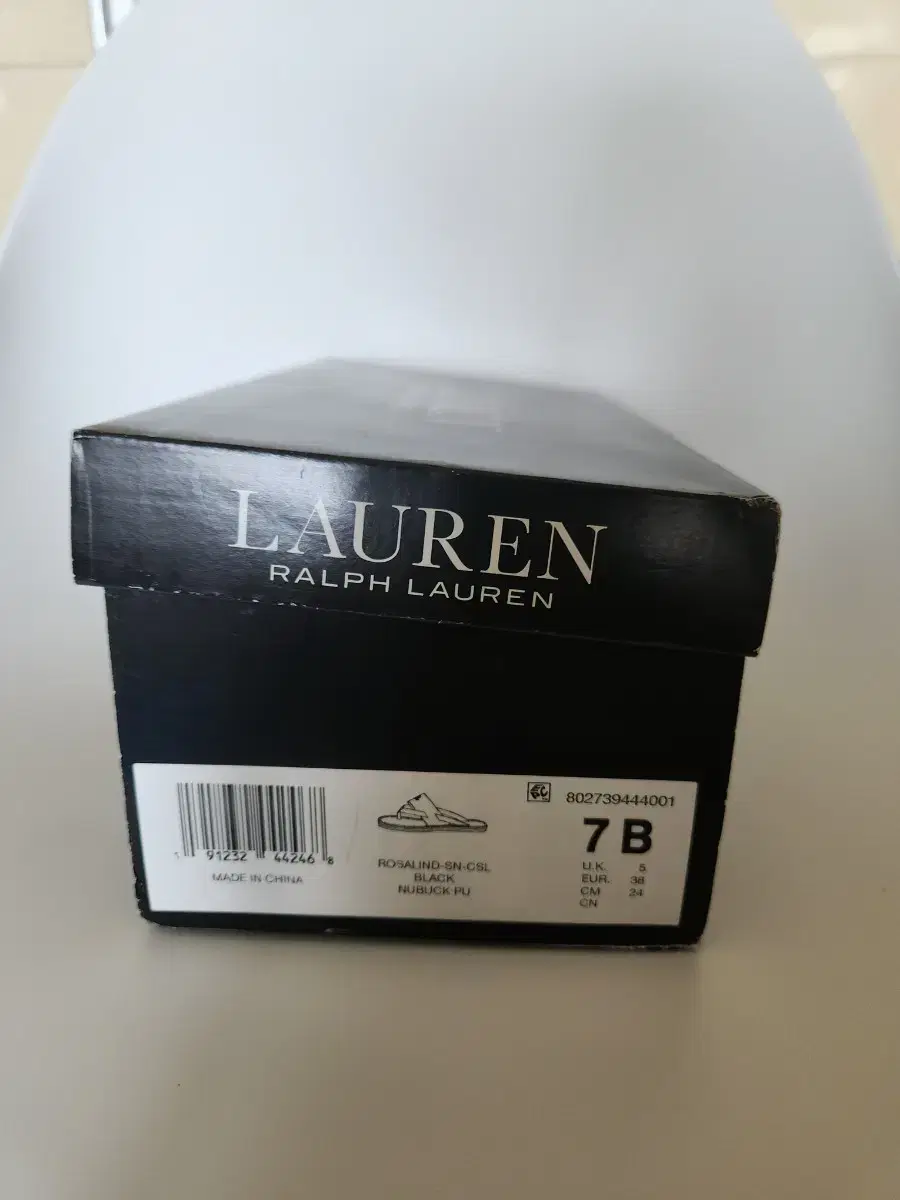 LAUREN
RALPH LAUREN
1 91232 44246 8
MADE IN CHINA
ROSALIND-SN-CSL
BLACK
NUBUCK PU
802739444001
7 B
U.K. 5
EUR. 38
CM 24
CN